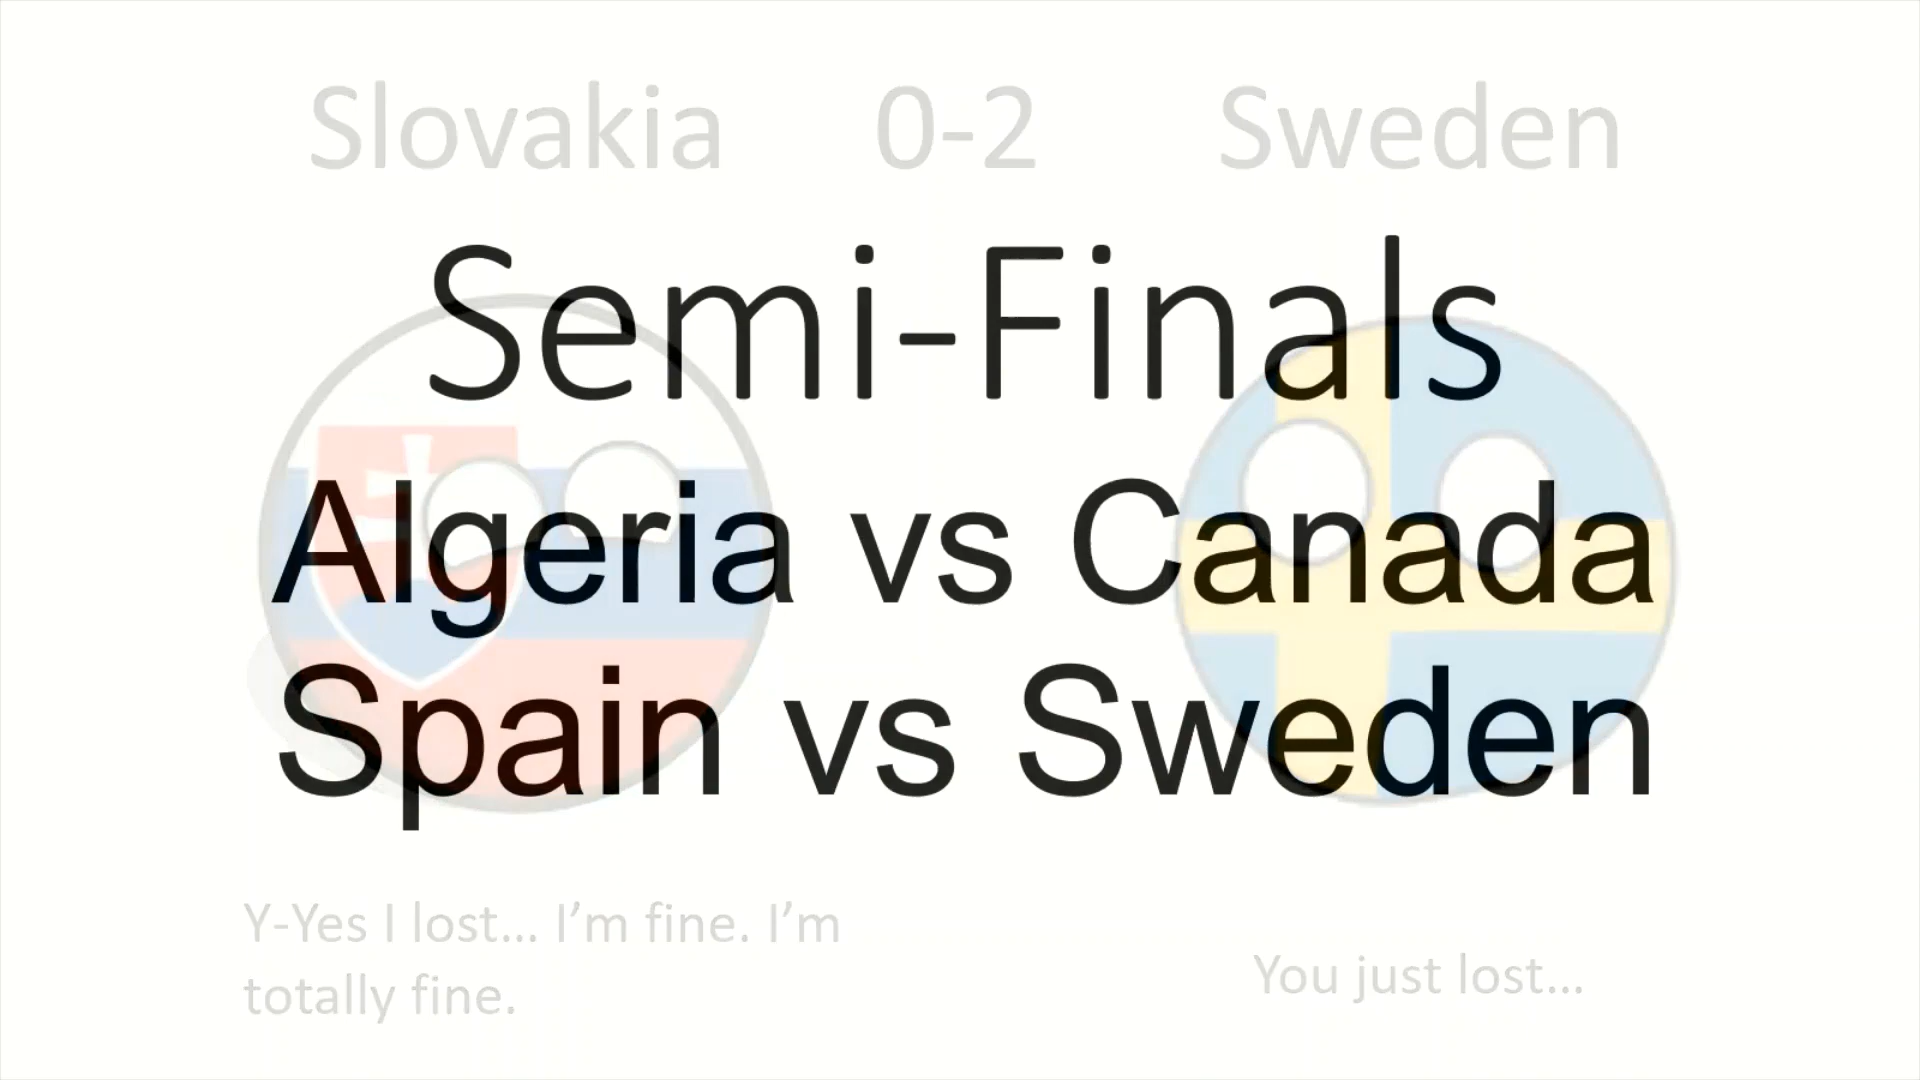 Slovakia 0-2 Sweden
Semi-Finals
Algeria vs Canada
Spain vs Sweden
Y-Yes I lost... I’m fine. I’m
totally fine.
You just lost...